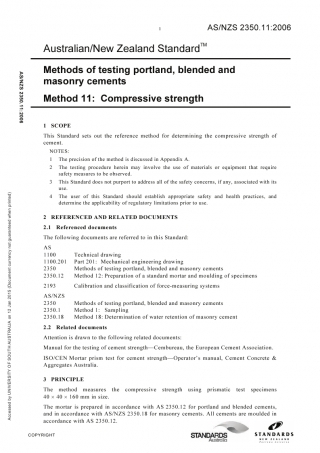 1
AS/NZS 2350.11:2006
Australian/New Zealand Standard™
Methods of testing portland, blended and
masonry cements
Method 11: Compressive strength
1 SCOPE
This Standard sets out the reference method for determining the compressive strength of
cement.
NOTES:
1 The precision of the method is discussed in Appendix A.
2 The testing procedure herein may involve the use of materials or equipment that require
safety measures to be observed.
3 This Standard does not purport to address all of the safety concerns, if any, associated with its
use.
4 The user of this Standard should establish appropriate safety and health practices, and
determine the applicability of regulatory limitations prior to use.
2 REFERENCED AND RELATED DOCUMENTS
2.1 Referenced documents
The following documents are referred to in this Standard:
AS
1100 Technical drawing
1100.201 Part 201: Mechanical engineering drawing
2350 Methods of testing portland, blended and masonry cements
2350.12 Method 12: Preparation of a standard mortar and moulding of specimens
2193 Calibration and classification of force-measuring systems
AS/NZS
2350 Methods of testing portland, blended and masonry cements
2350.1 Method 1: Sampling
2350.18 Method 18: Determination of water retention of masonry cement
2.2 Related documents
Attention is drawn to the following related documents:
Manual for the testing of cement strength—Cembureau, the European Cement Association.
ISO/CEN Mortar prism test for cement strength—Operator's manual, Cement Concrete &
Aggregates Australia.
3 PRINCIPLE
The method measures compressive strength using prismatic test specimens
40 × 40 × 160 mm in size.
The mortar is prepared in accordance with AS 2350.12 for portland and blended cements,
and in accordance with AS/NZS 2350.18 for masonry cements. All cements are moulded in
accordance with AS 2350.12.
COPYRIGHT
STANDARDS
Australia
STANDARDS
NEW ZEALAND
AS/NZS 2350.11-2006
Accessed by UNIVERSITY OF SOUTH AUSTRALIA on 12 Jan 2015 (Document currency not guaranteed when printed)